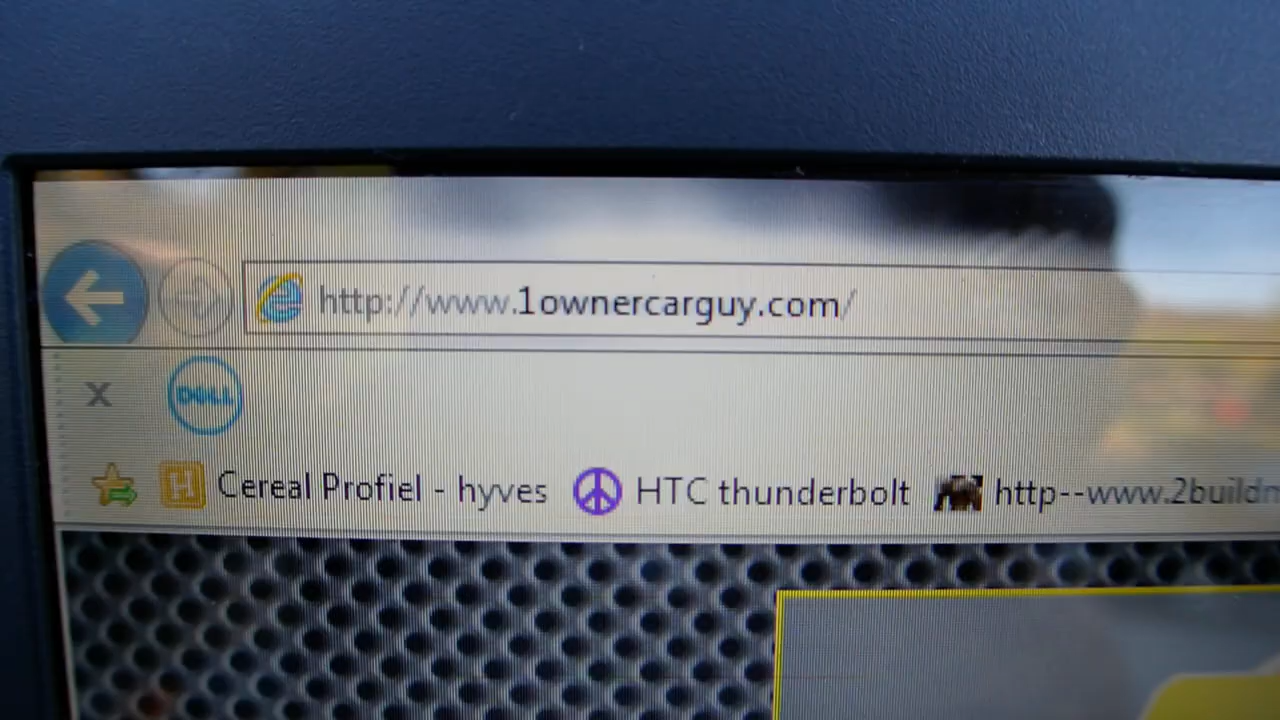 http://www.1ownercarguy.com/
DELL
Cereal Profiel - hyves HTC thunderbolt http--www.2build